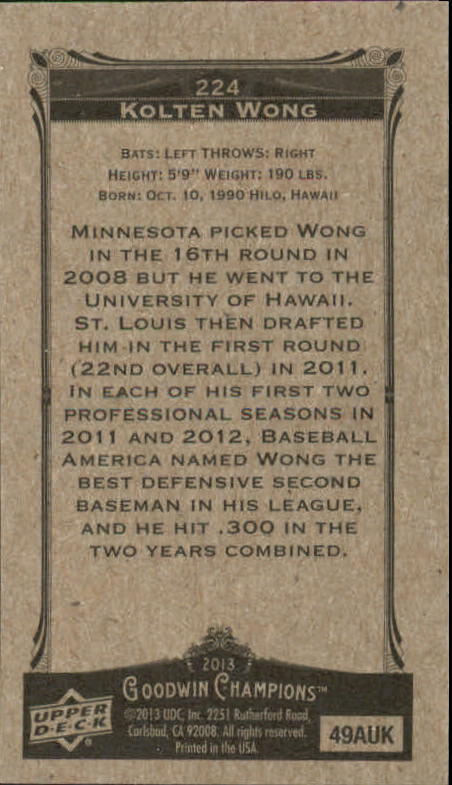 224
KOLTEN WONG
BATS: LEFT THROWS: RIGHT
HEIGHT: 5'9" WEIGHT: 190 LBS.
BORN: OCT. 10, 1990 HILO, HAWAII
MINNESOTA PICKED WONG
IN THE 16TH ROUND IN
2008 BUT HE WENT TO THE
UNIVERSITY OF HAWAII.
ST. LOUIS THEN DRAFTED
HIM IN THE FIRST ROUND
(22ND OVERALL) IN 2011.
IN EACH OF HIS FIRST TWO
PROFESSIONAL SEASONS IN
2011 AND 2012, BASEBALL
AMERICA NAMED WONG THE
BEST DEFENSIVE SECOND
BASEMAN IN HIS LEAGUE,
AND HE HIT .300 IN THE
TWO YEARS COMBINED.
2013
GOODWIN CHAMPIONS™
UPPER
D·E·C·K®
©2013 UDC, Inc. 2251 Rutherford Road,
Carlsbad, CA 92008. All rights reserved.
Printed in the USA.
49AUK